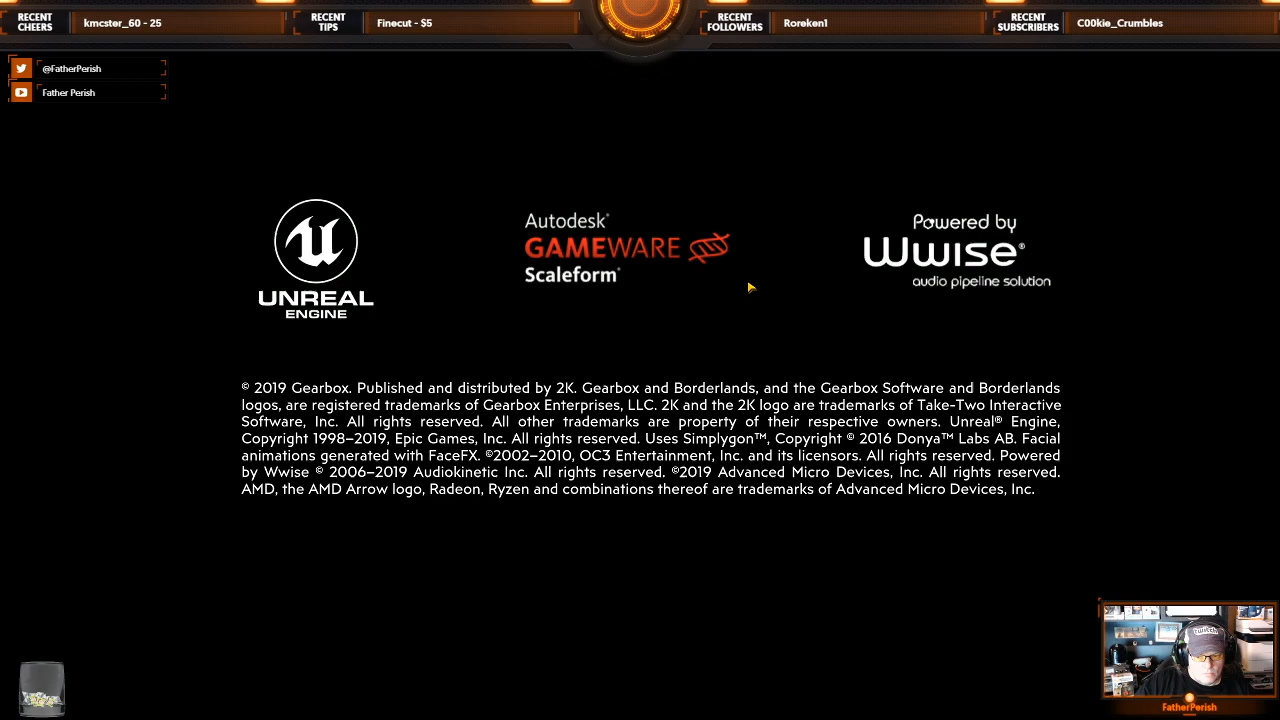 RECENT
CHEERS
kmcster_60 - 25
RECENT
TIPS
Finecut - $5
RECENT
FOLLOWERS
Roreken1
RECENT
SUBSCRIBERS
C00kie_Crumbles
@FatherPerish
Father Perish
UNREAL
ENGINE
Autodesk®
GAMEWARE
Scaleform®
Powered by
Wwise®
audio pipeline solution
© 2019 Gearbox. Published and distributed by 2K. Gearbox and Borderlands, and the Gearbox Software and Borderlands
logos, are registered trademarks of Gearbox Enterprises, LLC. 2K and the 2K logo are trademarks of Take-Two Interactive
Software, Inc. All rights reserved. All other trademarks are property of their respective owners. Unreal® Engine,
Copyright 1998–2019, Epic Games, Inc. All rights reserved. Uses Simplygon™, Copyright © 2016 Donya™ Labs AB. Facial
animations generated with FaceFX. ©2002–2010, OC3 Entertainment, Inc. and its licensors. All rights reserved. Powered
by Wwise © 2006–2019 Audiokinetic Inc. All rights reserved. ©2019 Advanced Micro Devices, Inc. All rights reserved.
AMD, the AMD Arrow logo, Radeon, Ryzen and combinations thereof are trademarks of Advanced Micro Devices, Inc.
twitch
FatherPerish